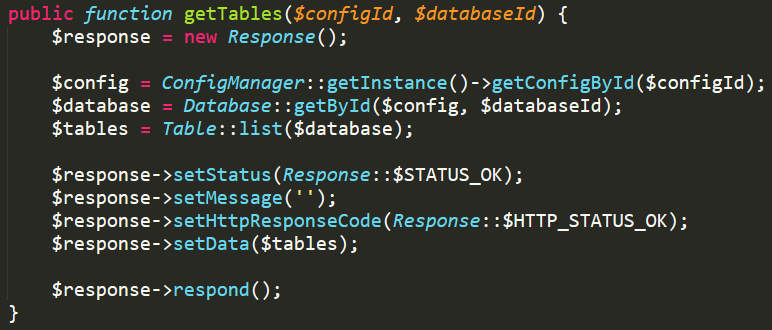 public function getTables($configId, $databaseId) {
    $response = new Response();

    $config = ConfigManager::getInstance()->getConfigById($configId);
    $database = Database::getById($config, $databaseId);
    $tables = Table::list($database);

    $response->setStatus(Response::$STATUS_OK);
    $response->setMessage('');
    $response->setHttpResponseCode(Response::$HTTP_STATUS_OK);
    $response->setData($tables);

    $response->respond();
}